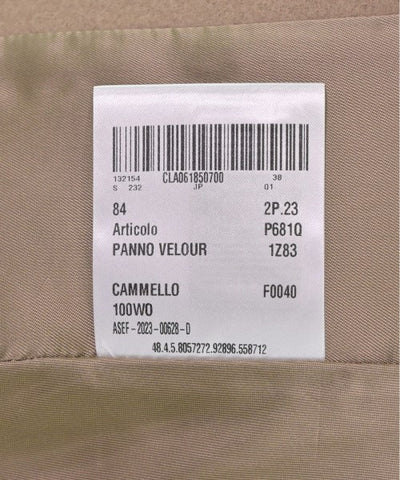 132154 CLA061850700 38
S 232 JP 01
84 2P.23
Articolo P681Q
PANNO VELOUR 1Z83
CAMMELLO F0040
100WO
ASEF-2023-00628-D
48.4.5.8057272.92896.558712